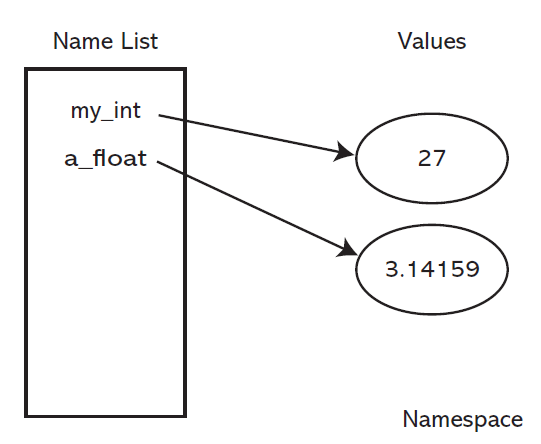 Name List
Values
my_int
27
a_float
3.14159
Namespace